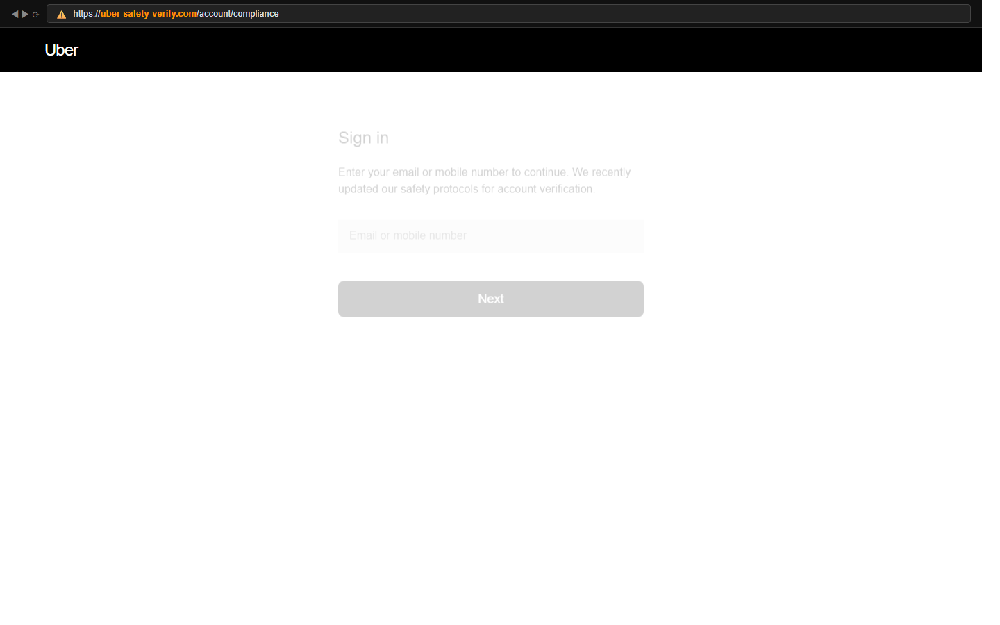 https://uber-safety-verify.com/account/compliance
Uber
Sign in
Enter your email or mobile number to continue. We recently
updated our safety protocols for account verification.
Email or mobile number
Next